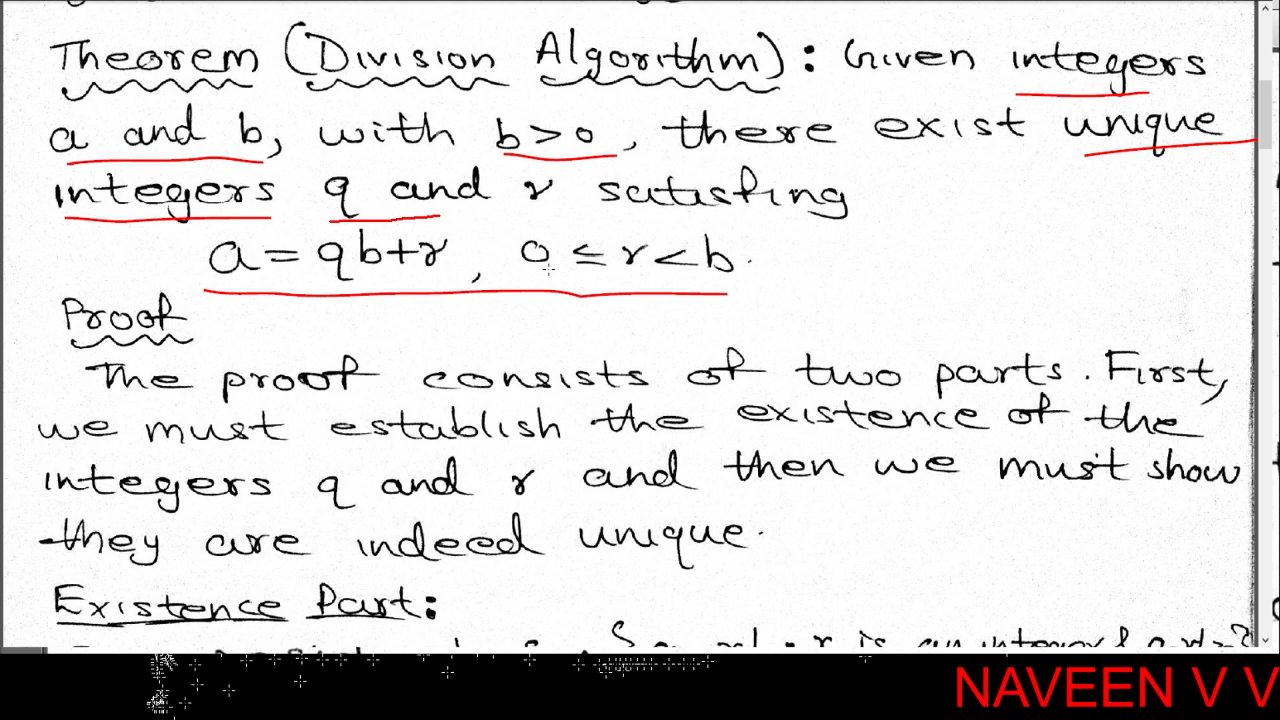 Theorem (Division Algorithm): Given integers
a and b, with b>0, there exist unique
integers q and r satisfing
a = qb+r, 0 ≤ r < b.
Proof
The proof consists of two parts. First,
we must establish the existence of the
integers q and r and then we must show
they are indeed unique.
Existence Part:
NAVEEN V V